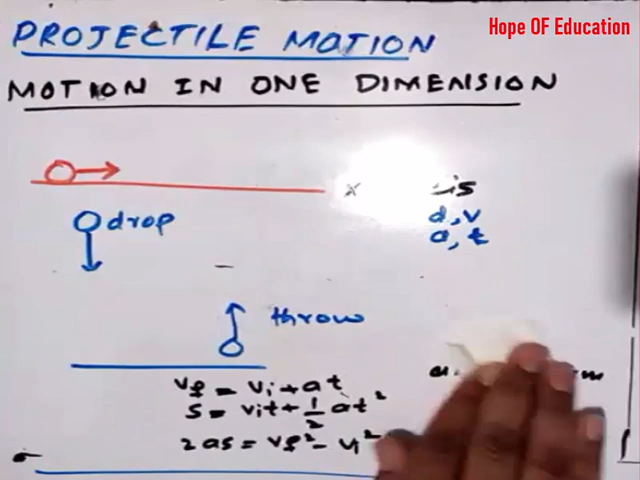 Hope OF Education
PROJECTILE MOTION
MOTION IN ONE DIMENSION
x
d, v
a, t
drop
throw
vf = vi + at
s = vit + 1/2 at²
2as = vf² - vi²